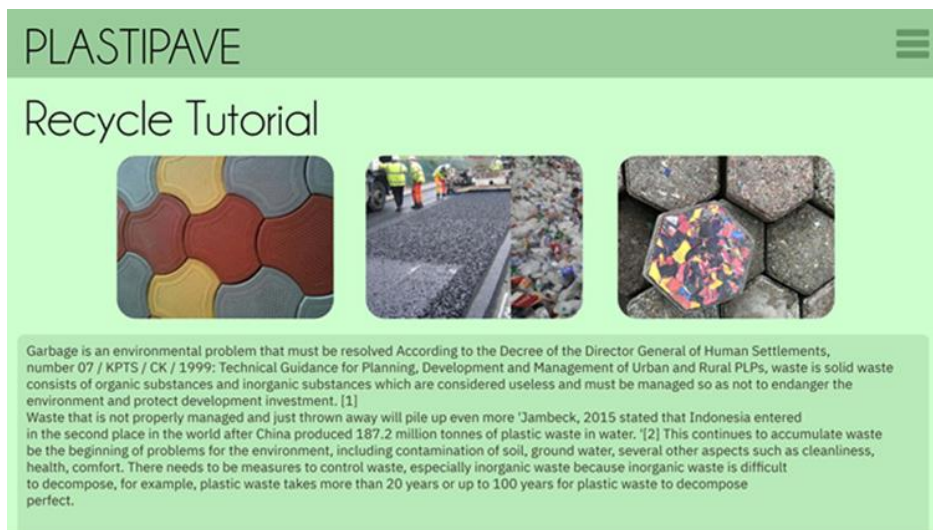 PLASTIPAVE
Recycle Tutorial
Garbage is an environmental problem that must be resolved According to the Decree of the Director General of Human Settlements,
number 07 / KPTS / CK / 1999: Technical Guidance for Planning, Development and Management of Urban and Rural PLPs, waste is solid waste
consists of organic substances and inorganic substances which are considered useless and must be managed so as not to endanger the
environment and protect development investment. [1]
Waste that is not properly managed and just thrown away will pile up even more 'Jambeck, 2015 stated that Indonesia entered
in the second place in the world after China produced 187.2 million tonnes of plastic waste in water. '[2] This continues to accumulate waste
be the beginning of problems for the environment, including contamination of soil, ground water, several other aspects such as cleanliness,
health, comfort. There needs to be measures to control waste, especially inorganic waste because inorganic waste is difficult
to decompose, for example, plastic waste takes more than 20 years or up to 100 years for plastic waste to decompose
perfect.